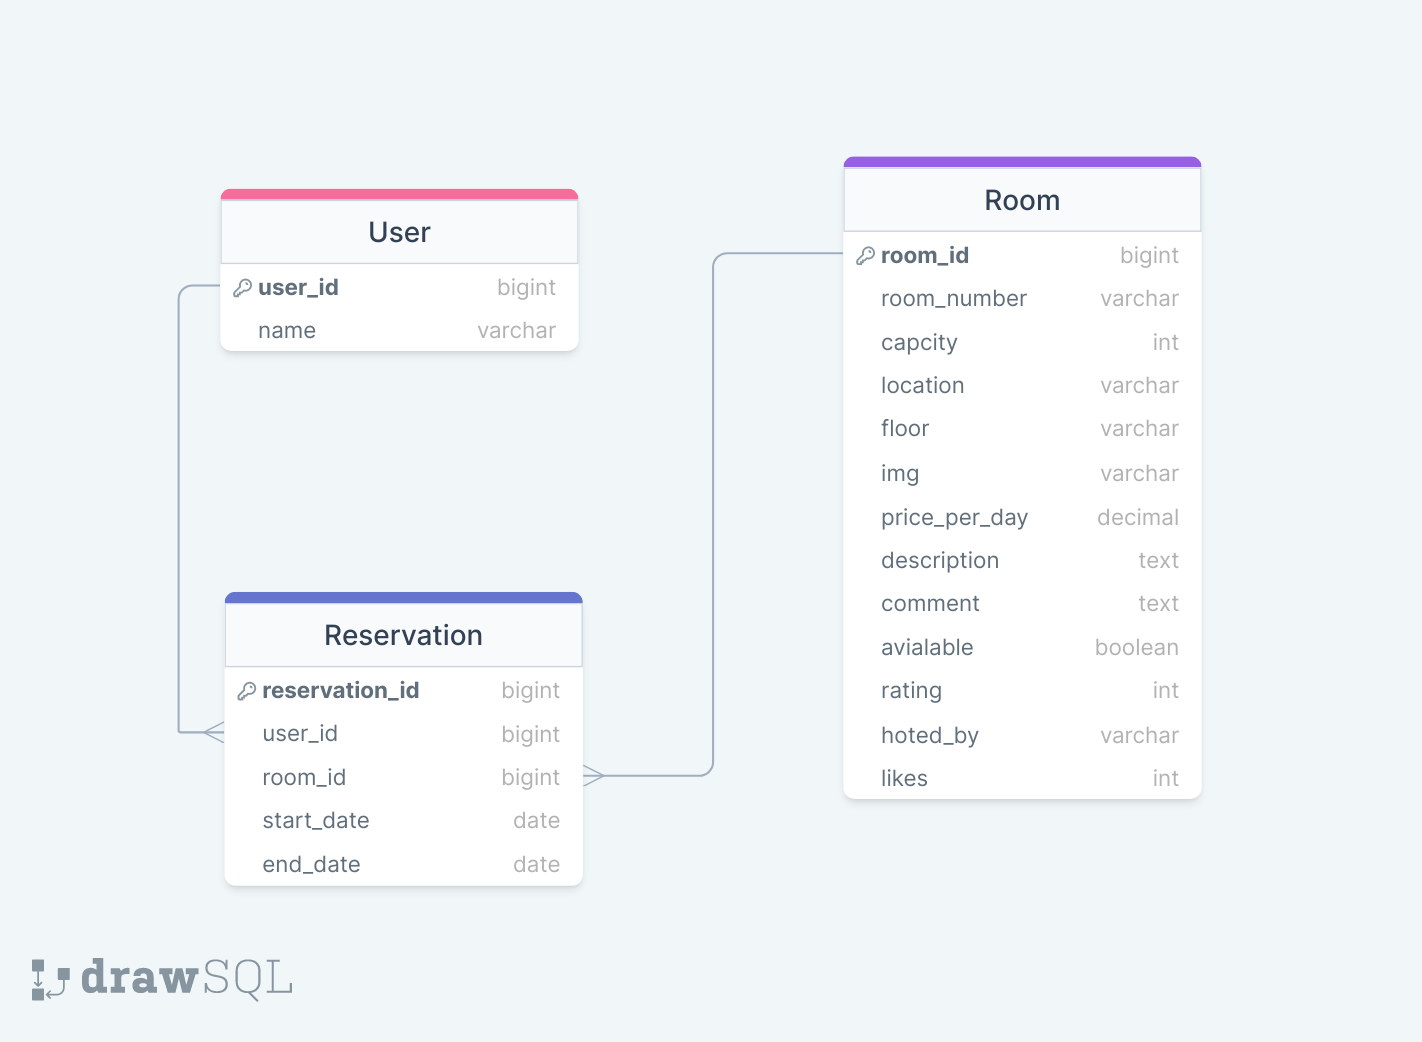 User
user_id bigint
name varchar
Room
room_id bigint
room_number varchar
capcity int
location varchar
floor varchar
img varchar
price_per_day decimal
description text
comment text
avialable boolean
rating int
hoted_by varchar
likes int
Reservation
reservation_id bigint
user_id bigint
room_id bigint
start_date date
end_date date
drawSQL